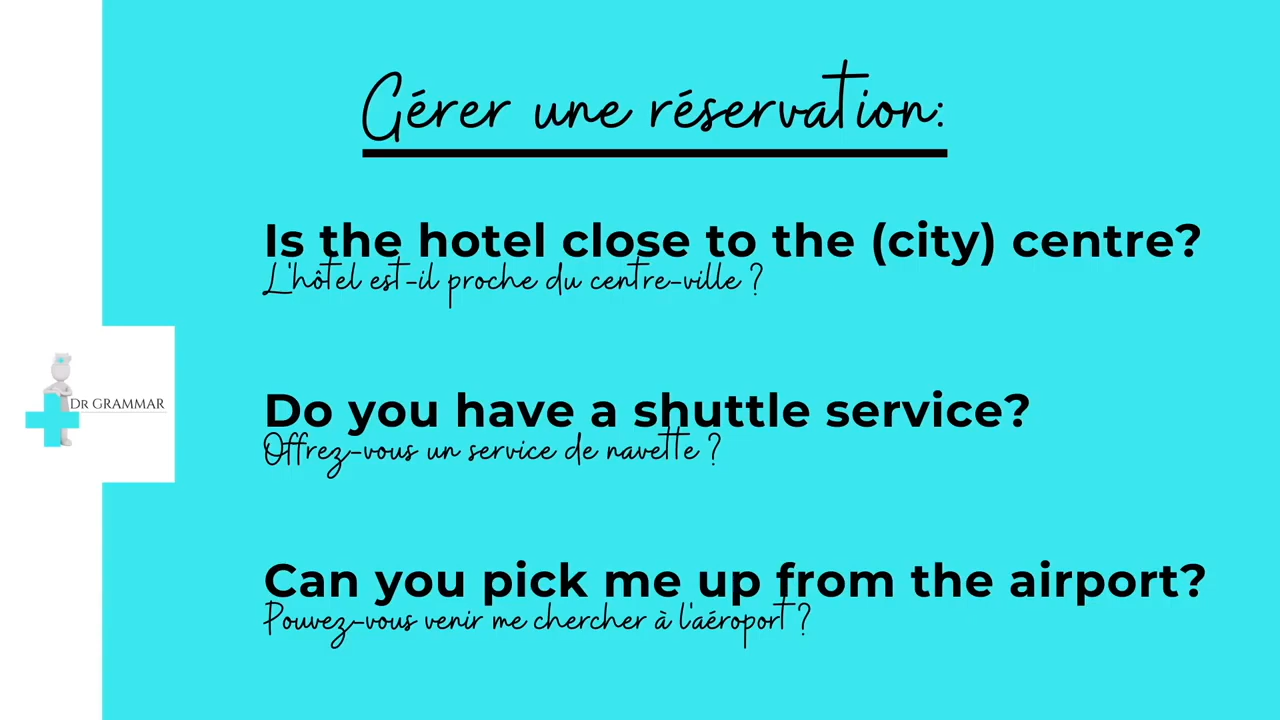 Gérer une réservation:
Is the hotel close to the (city) centre?
L'hôtel est-il proche du centre-ville ?
Do you have a shuttle service?
Offrez-vous un service de navette ?
Can you pick me up from the airport?
Pouvez-vous venir me chercher à l'aéroport ?
Dr GRAMMAR